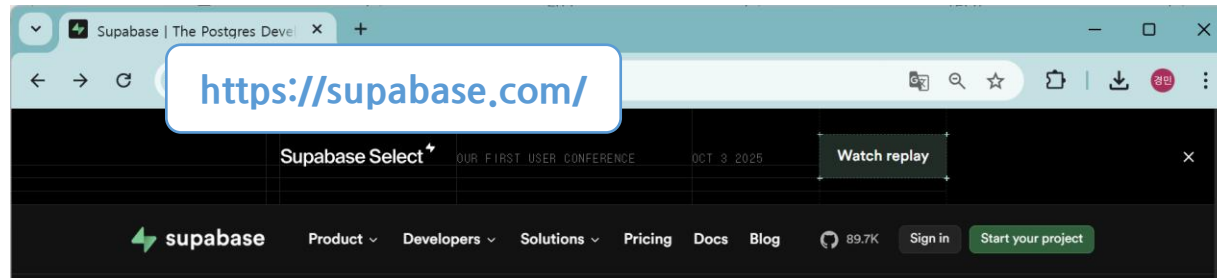 Supabase | The Postgres Devel
https://supabase.com/
경민
Supabase Select OUR FIRST USER CONFERENCE OCT 3 2025 Watch replay
supabase Product Developers Solutions Pricing Docs Blog 89.7K Sign in Start your project